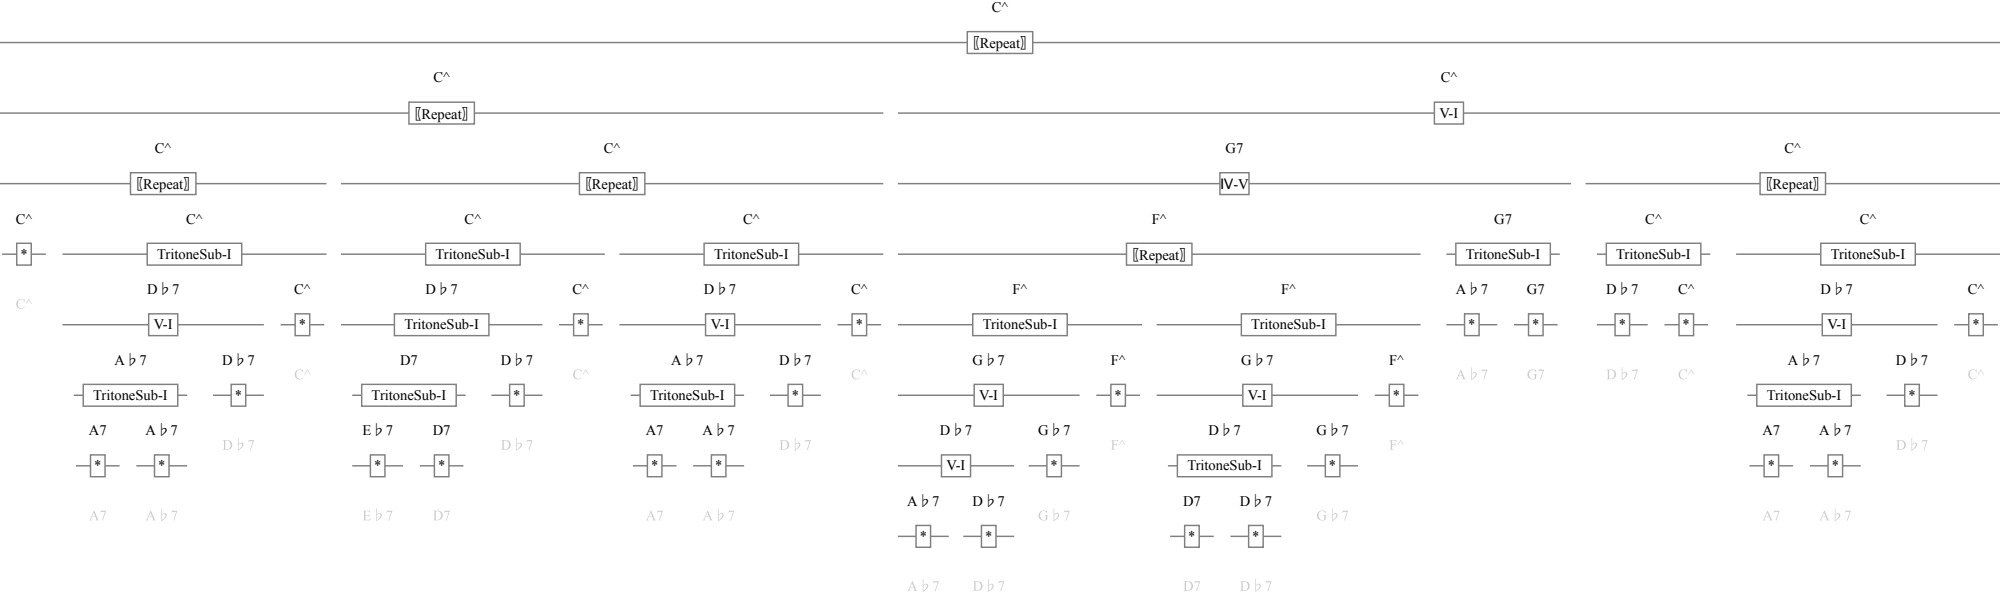 C^
⟦Repeat⟧
C^ C^
⟦Repeat⟧ V-I
C^ C^ G7 C^
⟦Repeat⟧ ⟦Repeat⟧ Ⅳ-V ⟦Repeat⟧
C^ C^ C^ C^ F^ G7 C^ C^
* TritoneSub-I TritoneSub-I TritoneSub-I ⟦Repeat⟧ TritoneSub-I TritoneSub-I TritoneSub-I
C^ D♭7 C^ D♭7 C^ D♭7 C^ F^ F^ A♭7 G7 D♭7 C^ D♭7 C^
V-I * TritoneSub-I * V-I * TritoneSub-I TritoneSub-I * * * * V-I *
A♭7 D♭7 C^ D7 D♭7 C^ A♭7 D♭7 C^ G♭7 F^ G♭7 F^ A♭7 G7 D♭7 C^ A♭7 D♭7 C^
TritoneSub-I * TritoneSub-I * TritoneSub-I * V-I * V-I * TritoneSub-I *
A7 A♭7 D♭7 E♭7 D7 D♭7 A7 A♭7 D♭7 D♭7 G♭7 F^ D♭7 G♭7 F^ A7 A♭7 D♭7
* * * * * * V-I * TritoneSub-I * * *
A7 A♭7 E♭7 D7 A7 A♭7 A♭7 D♭7 G♭7 D7 D♭7 G♭7 A7 A♭7
* * * *
A♭7 D♭7 D7 D♭7